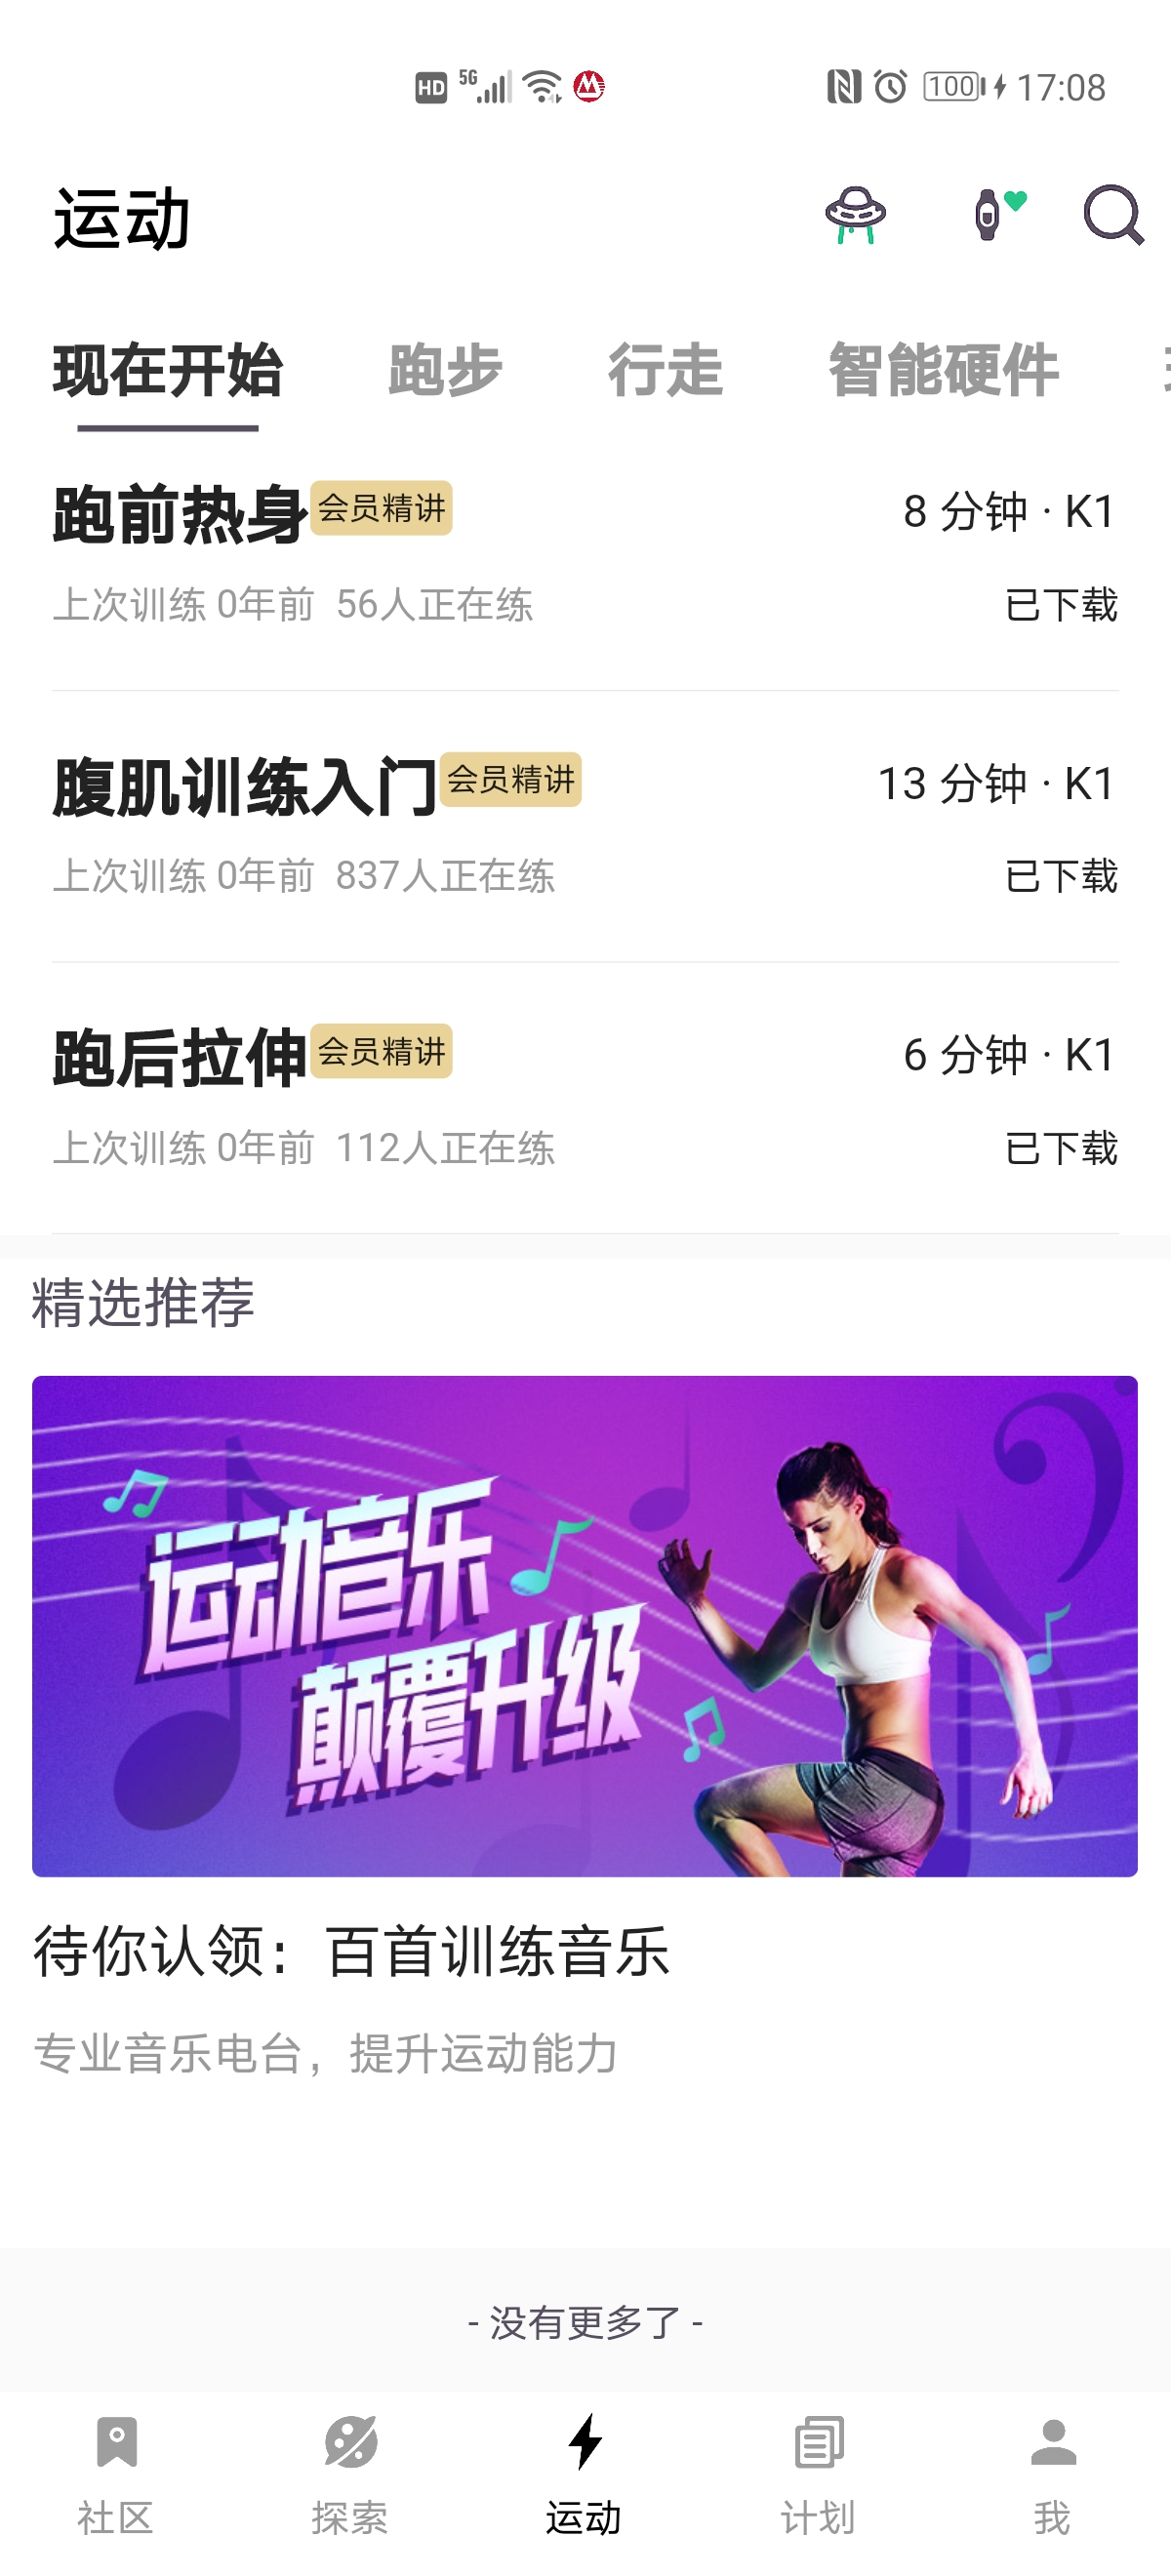 HD 5G 100 17:08
运动
现在开始 跑步 行走 智能硬件
跑前热身 会员精讲 8 分钟 · K1
上次训练 0年前 56人正在练 已下载
腹肌训练入门 会员精讲 13 分钟 · K1
上次训练 0年前 837人正在练 已下载
跑后拉伸 会员精讲 6 分钟 · K1
上次训练 0年前 112人正在练 已下载
精选推荐
运动音乐
颠覆升级
待你认领：百首训练音乐
专业音乐电台，提升运动能力
- 没有更多了 -
社区 探索 运动 计划 我